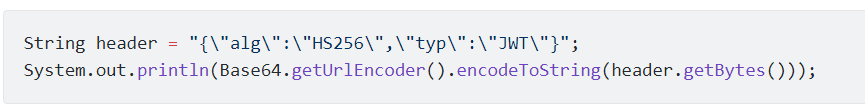 String header = "{\"alg\":\"HS256\",\"typ\":\"JWT\"}";
System.out.println(Base64.getUrlEncoder().encodeToString(header.getBytes()));